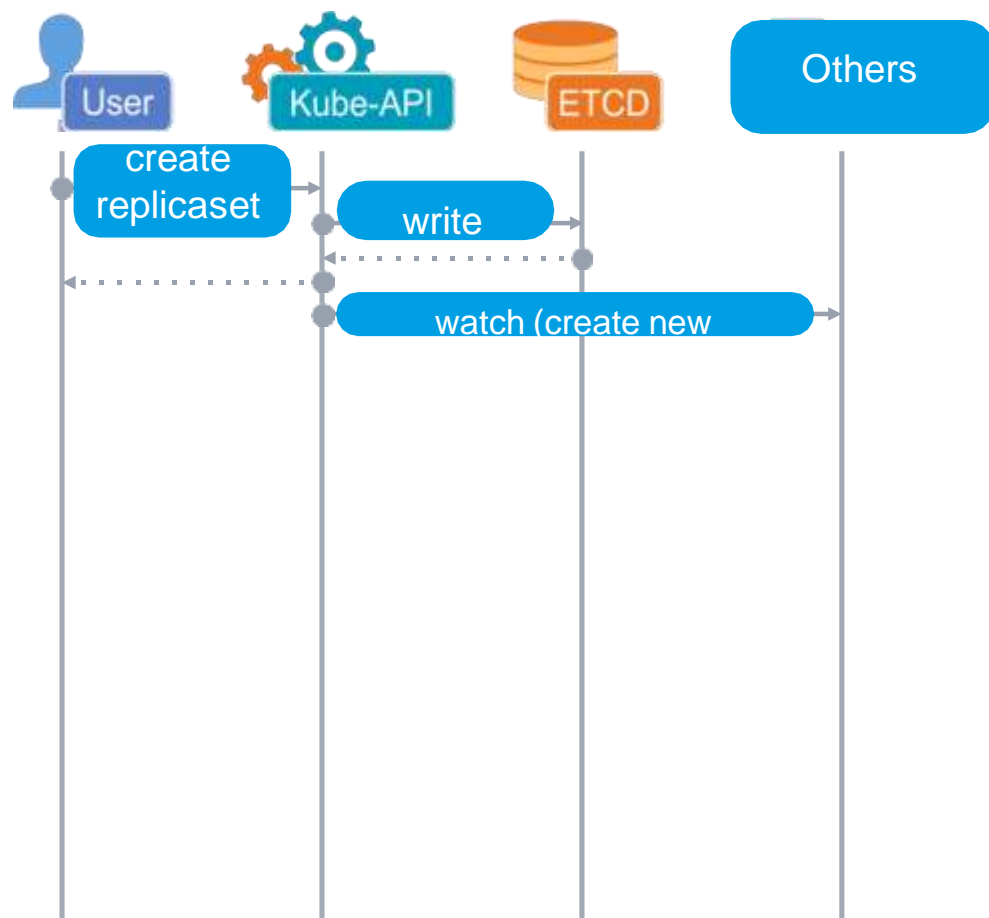 User
Kube-API
ETCD
Others
create
replicaset
write
watch (create new